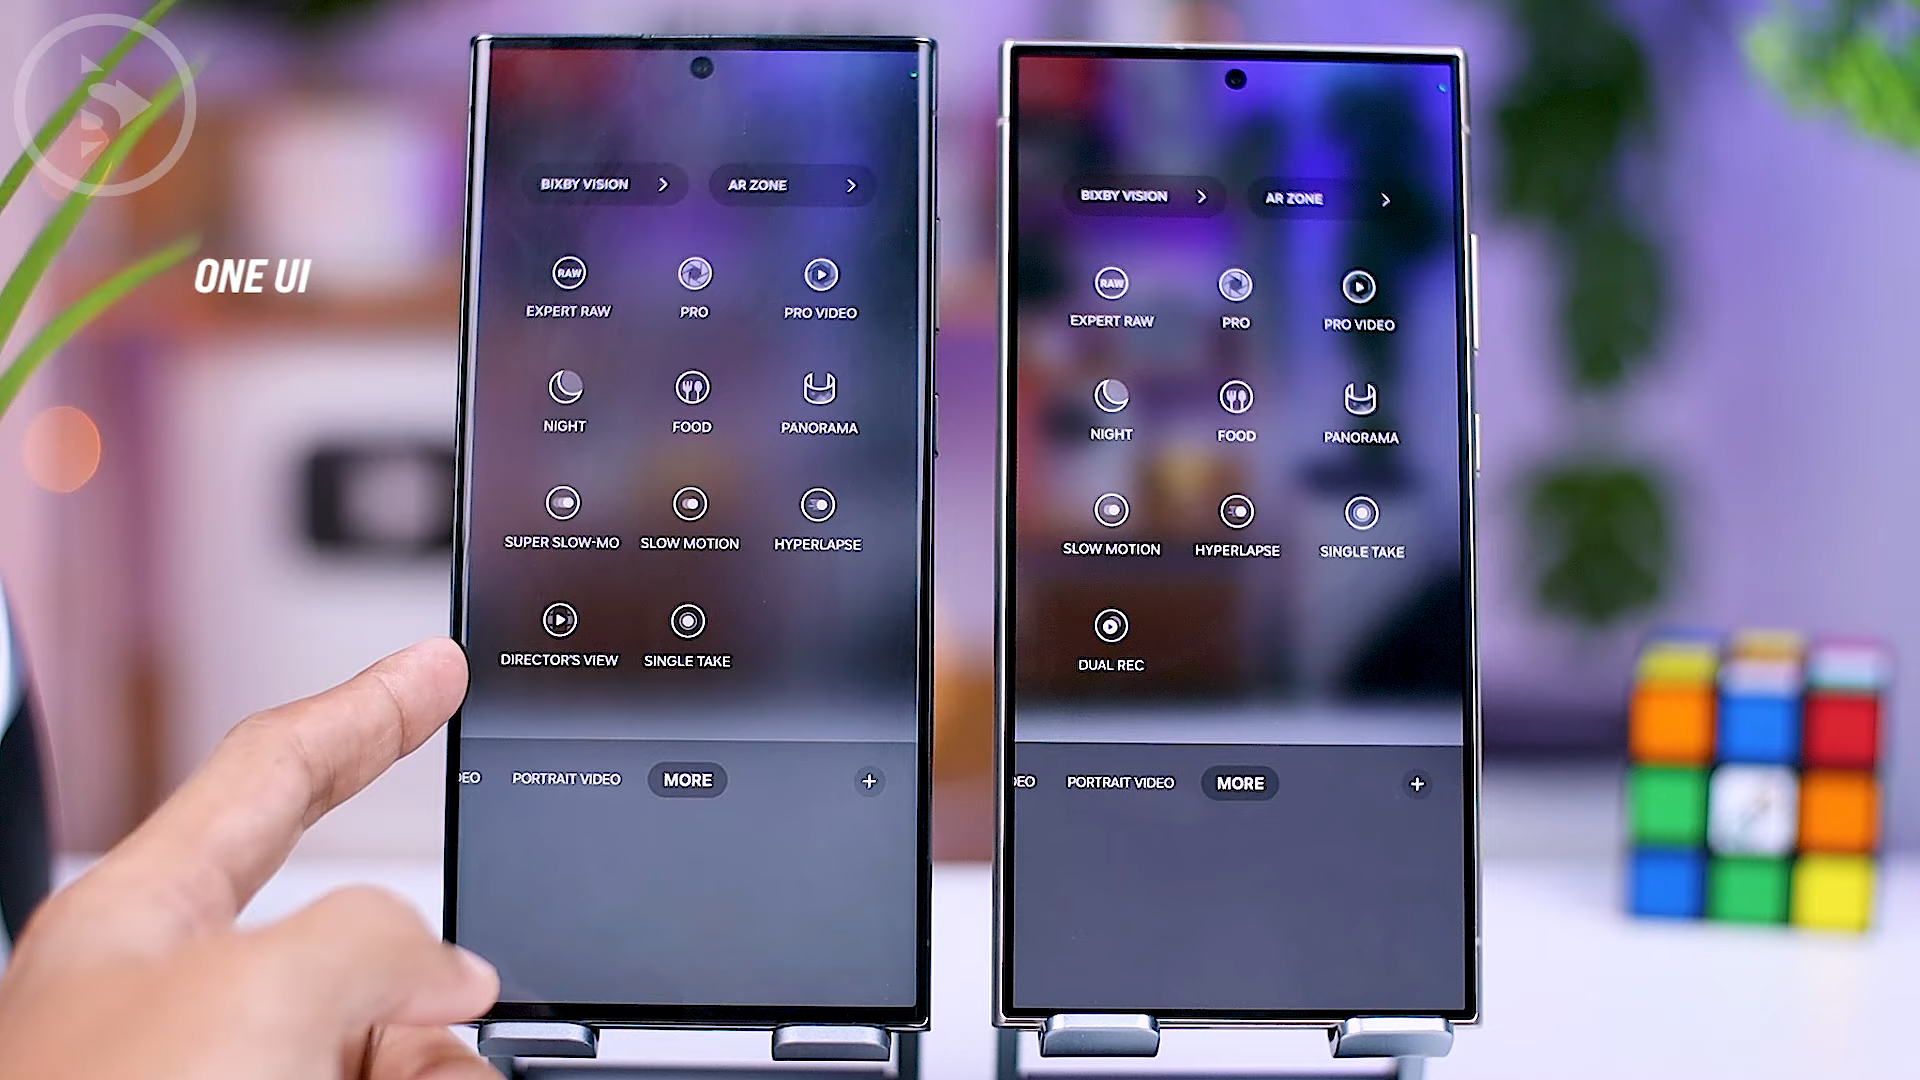 ONE UI
BIXBY VISION
AR ZONE
EXPERT RAW
PRO
PRO VIDEO
NIGHT
FOOD
PANORAMA
SUPER SLOW-MO
SLOW MOTION
HYPERLAPSE
DIRECTOR'S VIEW
SINGLE TAKE
DEO
PORTRAIT VIDEO
MORE
BIXBY VISION
AR ZONE
EXPERT RAW
PRO
PRO VIDEO
NIGHT
FOOD
PANORAMA
SLOW MOTION
HYPERLAPSE
SINGLE TAKE
DUAL REC
DEO
PORTRAIT VIDEO
MORE